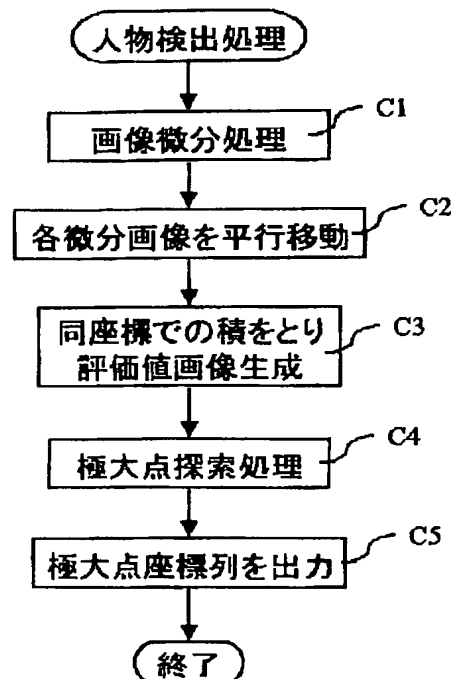 人物検出処理
C1
画像微分処理
C2
各微分画像を平行移動
C3
同座標での積をとり
評価値画像生成
C4
極大点探索処理
C5
極大点座標列を出力
終了